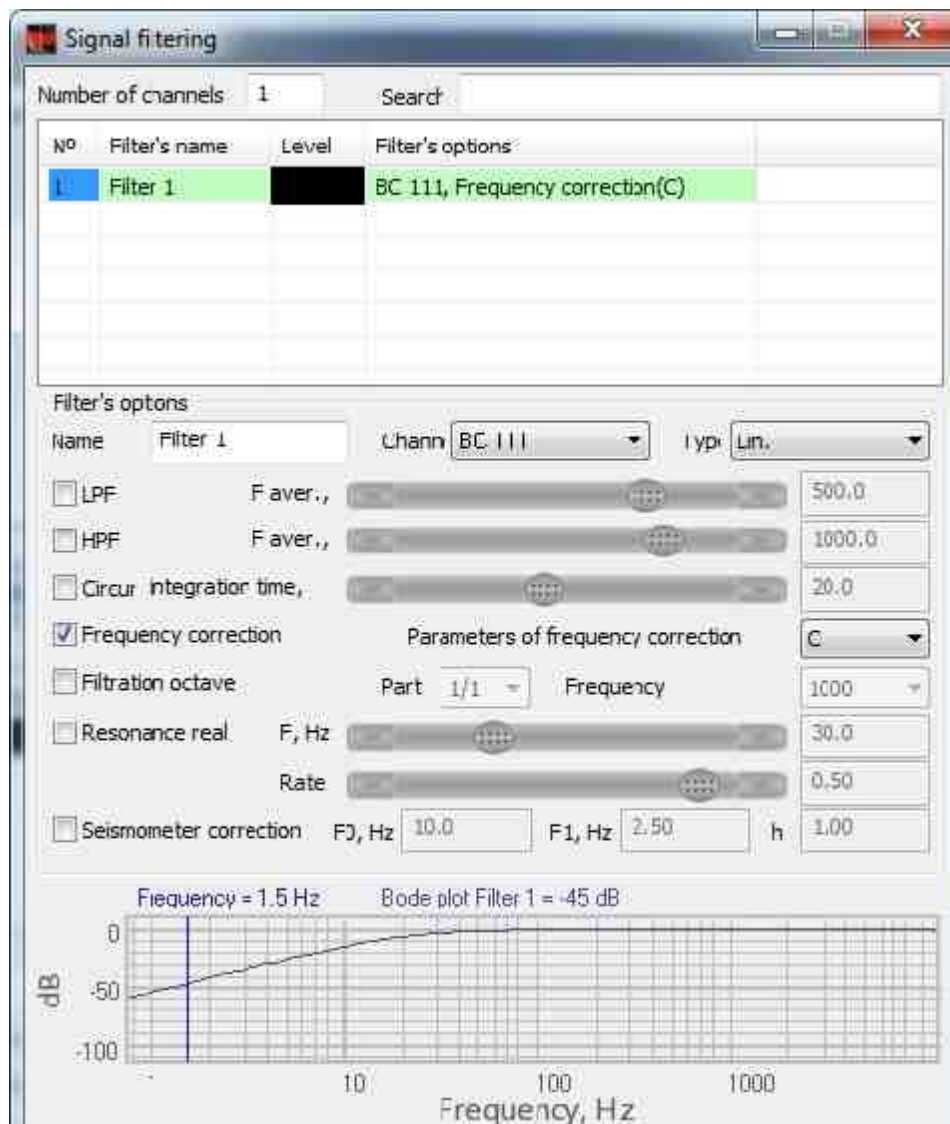 Signal filtering
Number of channels 1 Search
Nº Filter's name Level Filter's options
1 Filter 1 BC 111, Frequency correction(C)
Filter's optons
Name Filter 1 Chann BC 111 Typ Lin.
LPF F aver., 500.0
HPF F aver., 1000.0
Circur integration time, 20.0
Frequency correction Parameters of frequency correction C
Filtration octave Part 1/1 Frequency 1000
Resonance real F, Hz 30.0
Rate 0.50
Seismometer correction F0, Hz 10.0 F1, Hz 2.50 h 1.00
Frequency = 1.5 Hz Bode plot Filter 1 = -45 dB
0
-50
-100
dB
10 100 1000
Frequency, Hz